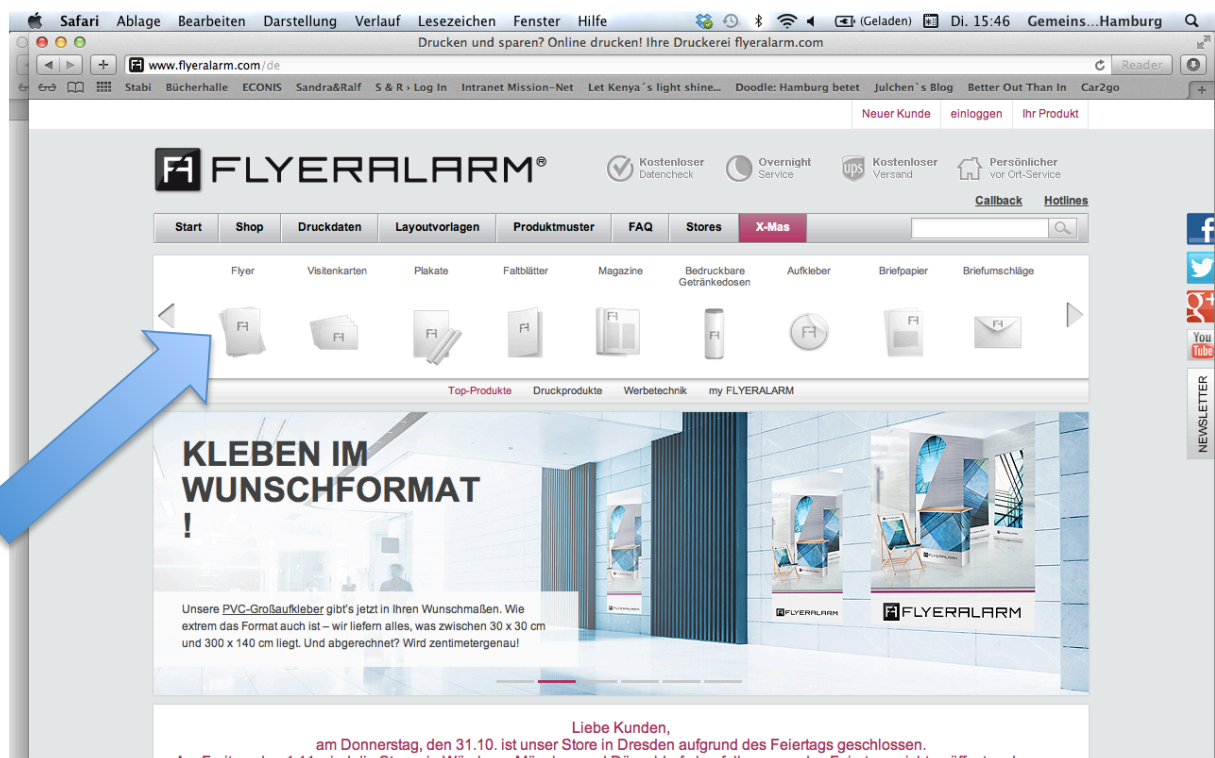 Safari Ablage Bearbeiten Darstellung Verlauf Lesezeichen Fenster Hilfe (Geladen) Di. 15:46 Gemeins...Hamburg
Drucken und sparen? Online drucken! Ihre Druckerei flyeralarm.com
www.flyeralarm.com/de Reader
Stabi Bücherhalle ECONIS Sandra&Ralf S & R › Log In Intranet Mission-Net Let Kenya´s light shine... Doodle: Hamburg betet Julchen`s Blog Better Out Than In Car2go
Neuer Kunde einloggen Ihr Produkt
FLYERALARM®
Kostenloser Datencheck
Overnight Service
ups Kostenloser Versand
Persönlicher vor Ort-Service
Callback Hotlines
Start Shop Druckdaten Layoutvorlagen Produktmuster FAQ Stores X-Mas
Flyer Visitenkarten Plakate Faltblätter Magazine Bedruckbare Getränkedosen Aufkleber Briefpapier Briefumschläge
Top-Produkte Druckprodukte Werbetechnik my FLYERALARM
You Tube
NEWSLETTER
KLEBEN IM
WUNSCHFORMAT
!
Unsere PVC-Großaufkleber gibt's jetzt in Ihren Wunschmaßen. Wie
extrem das Format auch ist – wir liefern alles, was zwischen 30 x 30 cm
und 300 x 140 cm liegt. Und abgerechnet? Wird zentimetergenau!
FLYERALARM
FLYERALARM
FLYERALARM
Liebe Kunden,
am Donnerstag, den 31.10. ist unser Store in Dresden aufgrund des Feiertags geschlossen.